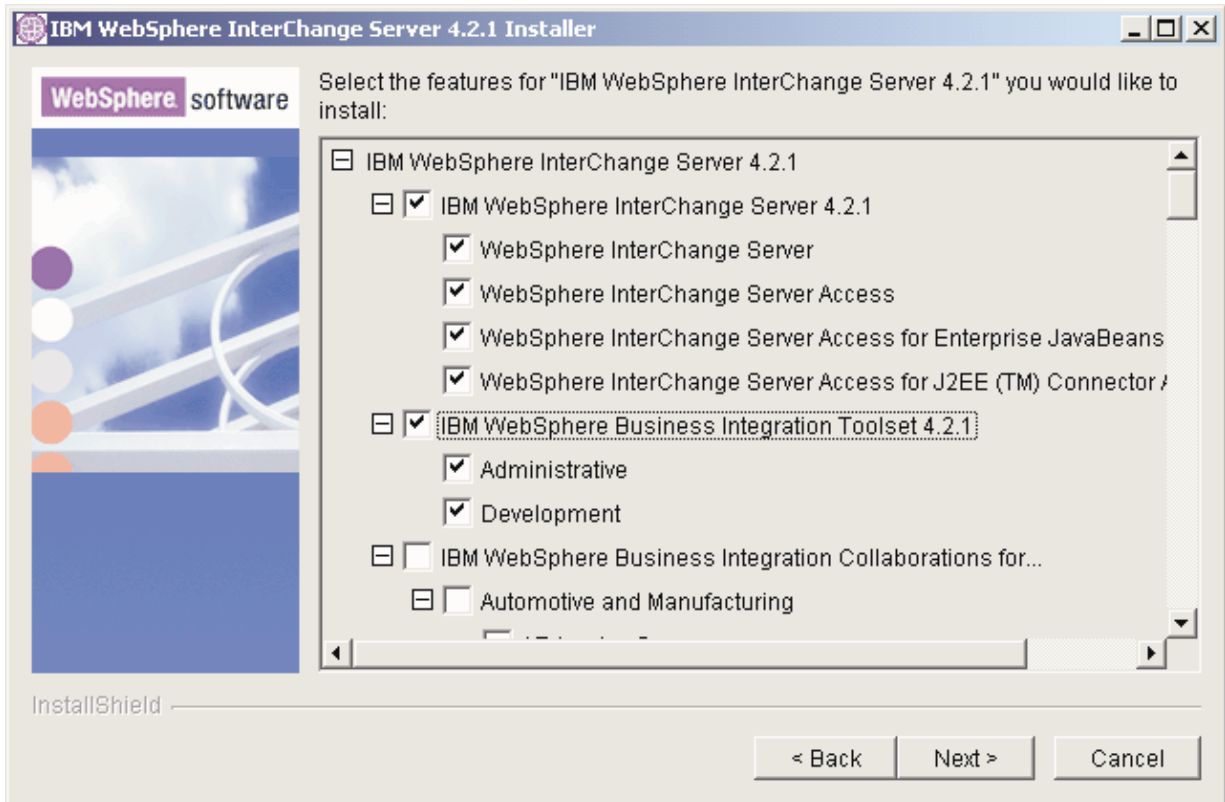 IBM WebSphere InterChange Server 4.2.1 Installer
WebSphere software
Select the features for "IBM WebSphere InterChange Server 4.2.1" you would like to
install:
IBM WebSphere InterChange Server 4.2.1
IBM WebSphere InterChange Server 4.2.1
WebSphere InterChange Server
WebSphere InterChange Server Access
WebSphere InterChange Server Access for Enterprise JavaBeans
WebSphere InterChange Server Access for J2EE (TM) Connector
IBM WebSphere Business Integration Toolset 4.2.1
Administrative
Development
IBM WebSphere Business Integration Collaborations for...
Automotive and Manufacturing
InstallShield
< Back
Next >
Cancel